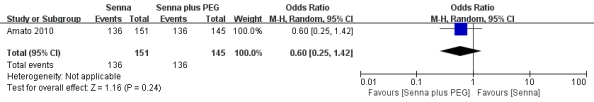 Senna Senna plus PEG Odds Ratio Odds Ratio
Study or Subgroup Events Total Events Total Weight M-H, Random, 95% CI M-H, Random, 95% CI
Amato 2010 136 151 136 145 100.0% 0.60 [0.25, 1.42]
Total (95% CI) 151 145 100.0% 0.60 [0.25, 1.42]
Total events 136 136
Heterogeneity: Not applicable
Test for overall effect: Z = 1.16 (P = 0.24)
0.01 0.1 1 10 100
Favours [Senna plus PEG] Favours [Senna]